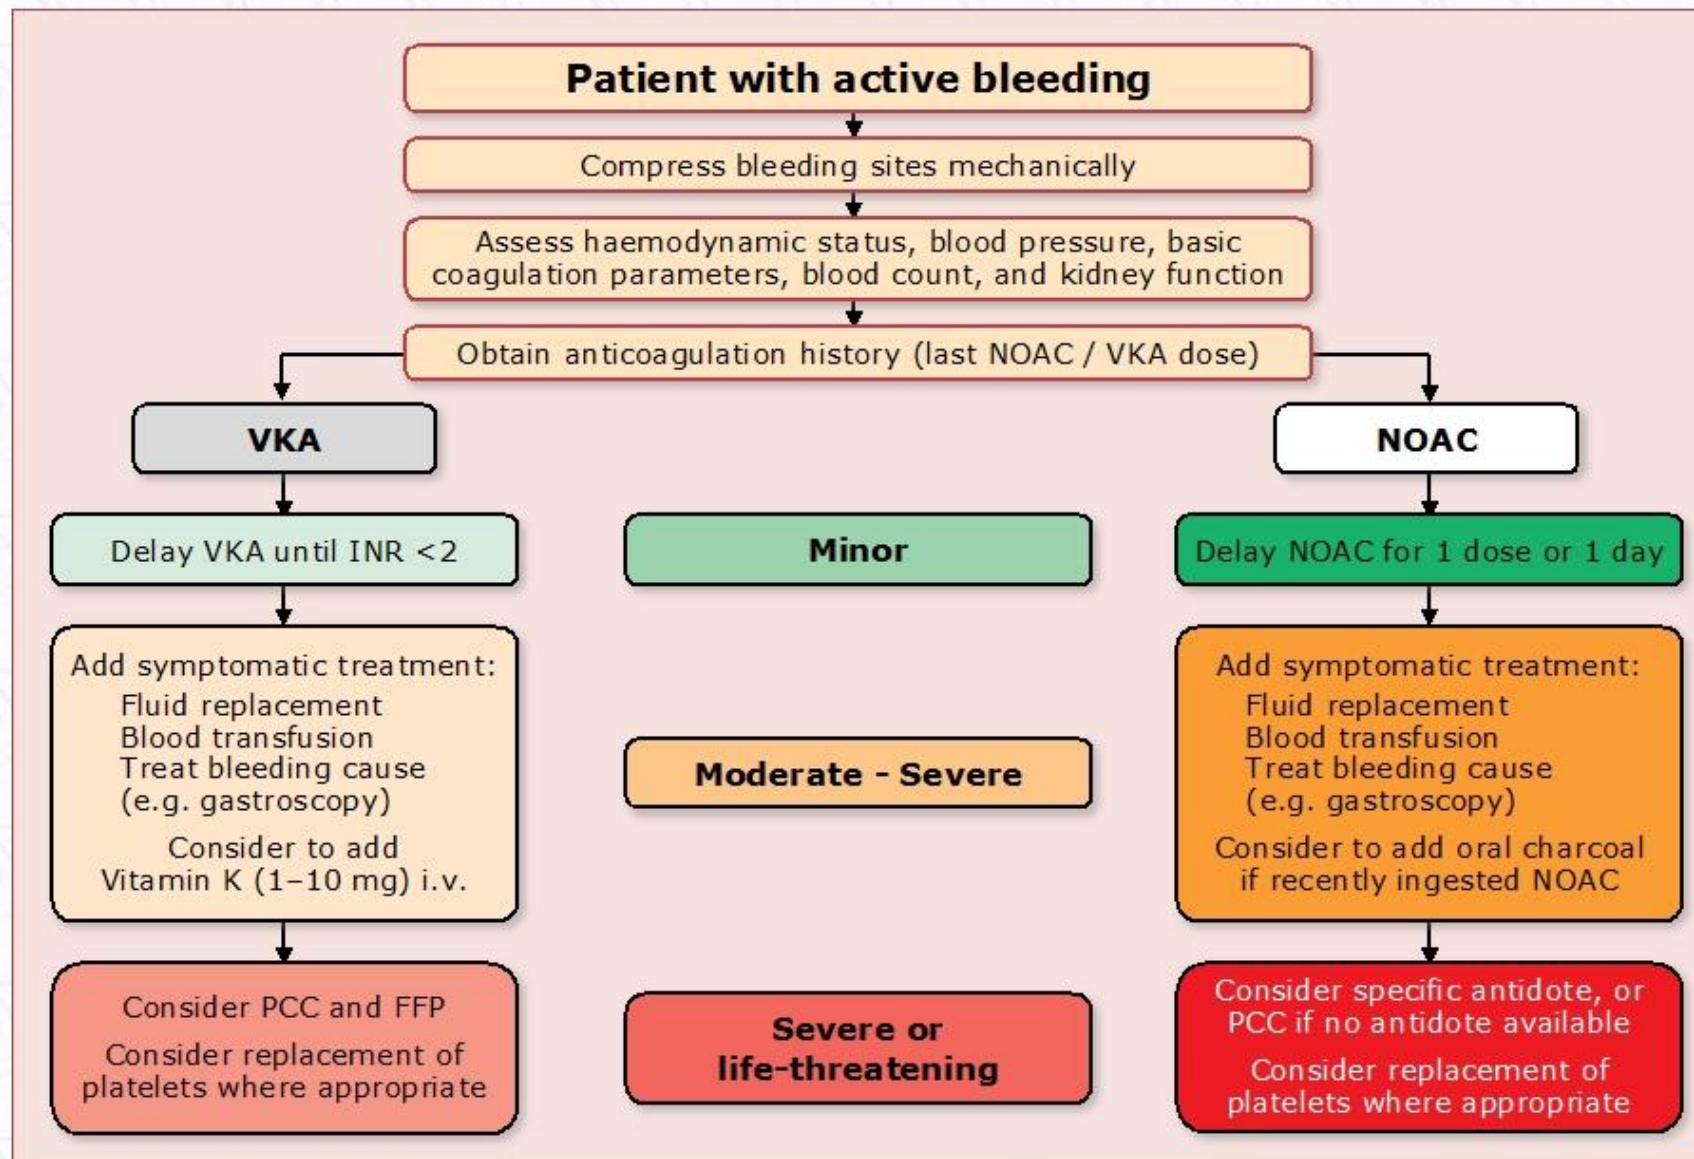 Patient with active bleeding
Compress bleeding sites mechanically
Assess haemodynamic status, blood pressure, basic
coagulation parameters, blood count, and kidney function
Obtain anticoagulation history (last NOAC / VKA dose)
VKA
NOAC
Delay VKA until INR <2
Minor
Delay NOAC for 1 dose or 1 day
Add symptomatic treatment:
Fluid replacement
Blood transfusion
Treat bleeding cause
(e.g. gastroscopy)
Consider to add
Vitamin K (1–10 mg) i.v.
Moderate - Severe
Add symptomatic treatment:
Fluid replacement
Blood transfusion
Treat bleeding cause
(e.g. gastroscopy)
Consider to add oral charcoal
if recently ingested NOAC
Consider PCC and FFP
Consider replacement of
platelets where appropriate
Severe or
life-threatening
Consider specific antidote, or
PCC if no antidote available
Consider replacement of
platelets where appropriate